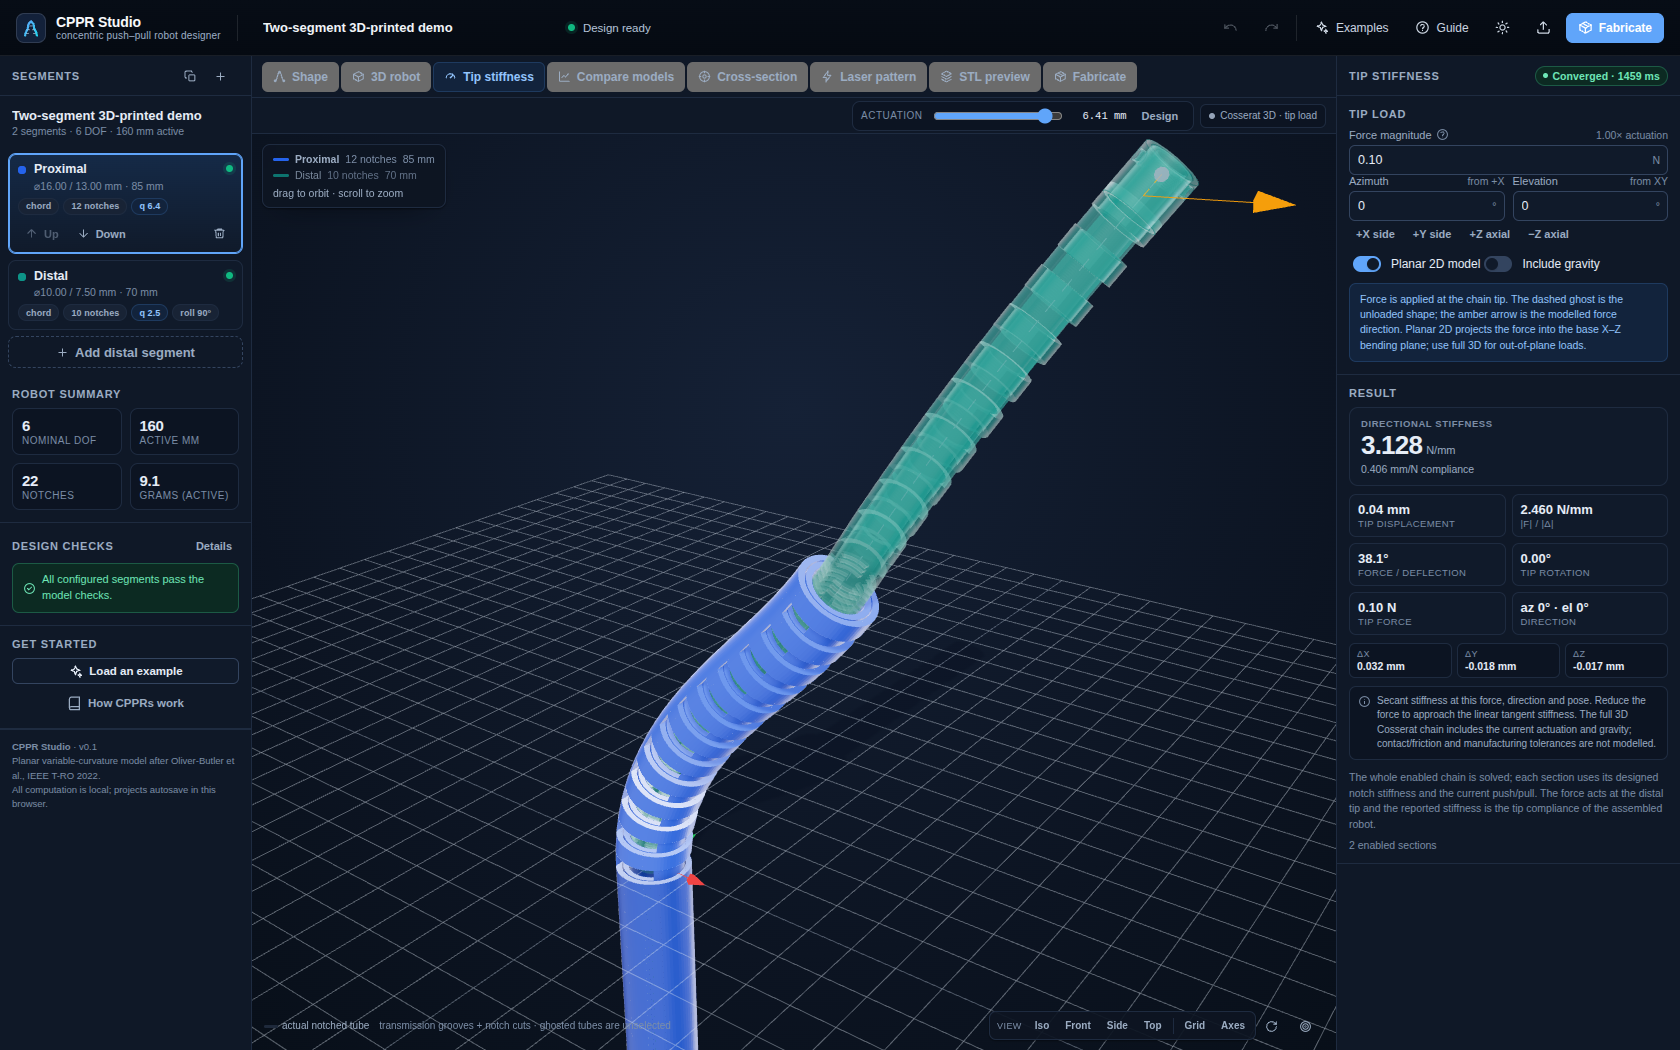 CPPR Studio
concentric push–pull robot designer
Two-segment 3D-printed demo
Design ready
Examples
Guide
Fabricate
SEGMENTS
Two-segment 3D-printed demo
2 segments · 6 DOF · 160 mm active
Proximal
⌀16.00 / 13.00 mm · 85 mm
chord 12 notches q 6.4
Up Down
Distal
⌀10.00 / 7.50 mm · 70 mm
chord 10 notches q 2.5 roll 90°
Add distal segment
ROBOT SUMMARY
6
NOMINAL DOF
160
ACTIVE MM
22
NOTCHES
9.1
GRAMS (ACTIVE)
DESIGN CHECKS Details
All configured segments pass the
model checks.
GET STARTED
Load an example
How CPPRs work
CPPR Studio · v0.1
Planar variable-curvature model after Oliver-Butler et
al., IEEE T-RO 2022.
All computation is local; projects autosave in this
browser.
Shape
3D robot
Tip stiffness
Compare models
Cross-section
Laser pattern
STL preview
Fabricate
ACTUATION 6.41 mm Design
Cosserat 3D · tip load
Proximal 12 notches 85 mm
Distal 10 notches 70 mm
drag to orbit · scroll to zoom
actual notched tube transmission grooves + notch cuts · ghosted tubes are unselected
VIEW Iso Front Side Top Grid Axes
TIP STIFFNESS
Converged · 1459 ms
TIP LOAD
Force magnitude 1.00× actuation
0.10 N
Azimuth from +X Elevation from XY
0 ° 0 °
+X side +Y side +Z axial −Z axial
Planar 2D model Include gravity
Force is applied at the chain tip. The dashed ghost is the
unloaded shape; the amber arrow is the modelled force
direction. Planar 2D projects the force into the base X–Z
bending plane; use full 3D for out-of-plane loads.
RESULT
DIRECTIONAL STIFFNESS
3.128 N/mm
0.406 mm/N compliance
0.04 mm
TIP DISPLACEMENT
2.460 N/mm
|F| / |Δ|
38.1°
FORCE / DEFLECTION
0.00°
TIP ROTATION
0.10 N
TIP FORCE
az 0° · el 0°
DIRECTION
ΔX
0.032 mm
ΔY
-0.018 mm
ΔZ
-0.017 mm
Secant stiffness at this force, direction and pose. Reduce the
force to approach the linear tangent stiffness. The full 3D
Cosserat chain includes the current actuation and gravity;
contact/friction and manufacturing tolerances are not modelled.
The whole enabled chain is solved; each section uses its designed
notch stiffness and the current push/pull. The force acts at the distal
tip and the reported stiffness is the tip compliance of the assembled
robot.
2 enabled sections